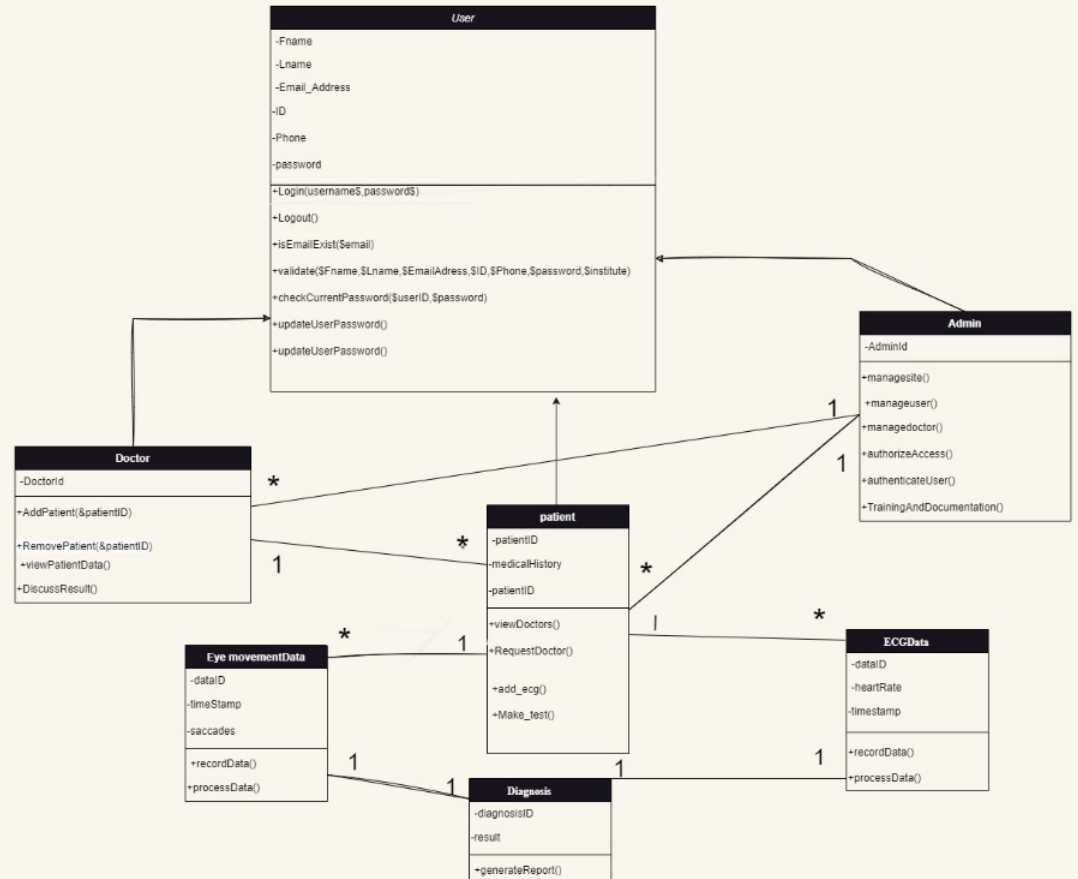 User
-Fname
-Lname
-Email_Address
-ID
-Phone
-password
+Login(username$,password$)
+Logout()
+isEmailExist($email)
+validate($Fname,$Lname,$EmailAdress,$ID,$Phone,$password,$institute)
+checkCurrentPassword($userID,$password)
+updateUserPassword()
+updateUserPassword()
Admin
-AdminId
+managesite()
+manageuser()
+managedoctor()
+authorizeAccess()
+authenticateUser()
+TrainingAndDocumentation()
1
1
Doctor
-DoctorId
+AddPatient(&patientID)
+RemovePatient(&patientID)
+viewPatientData()
+DiscussResult()
*
1
patient
-patientID
-medicalHistory
-patientID
+viewDoctors()
+RequestDoctor()
+add_ecg()
+Make_test()
*
*
1
|
*
*
Eye movementData
-dataID
-timeStamp
-saccades
+recordData()
+processData()
1
1
ECGData
-dataID
-heartRate
-timestamp
+recordData()
+processData()
1
1
Diagnosis
-diagnosisID
-result
+generateReport()